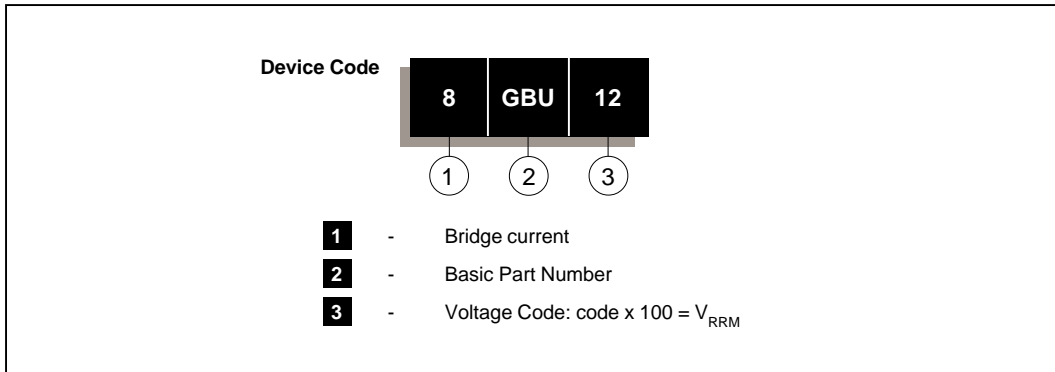 Device Code
8 GBU 12
1 2 3
1 - Bridge current
2 - Basic Part Number
3 - Voltage Code: code x 100 = VRRM